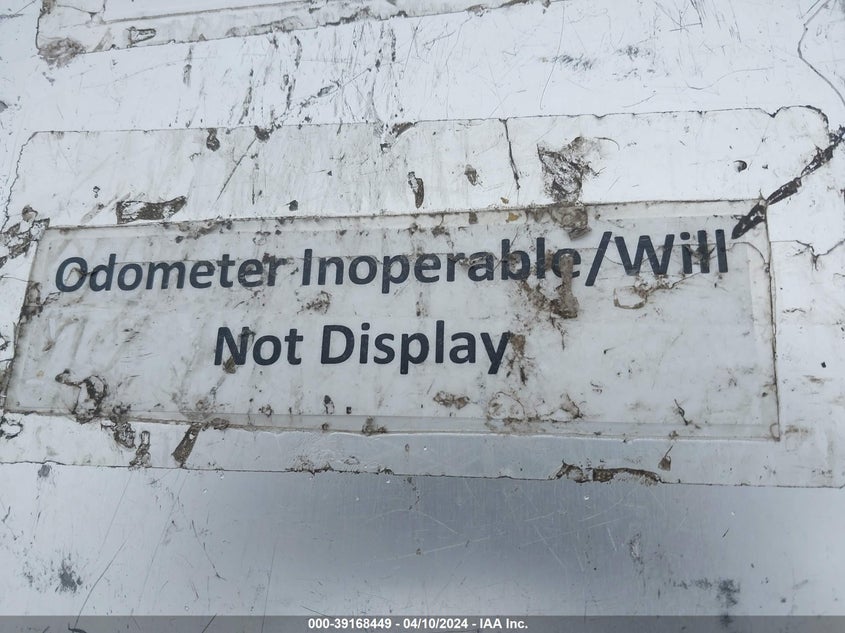 Odometer Inoperable/Will
Not Display
000-39168449 - 04/10/2024 - IAA Inc.